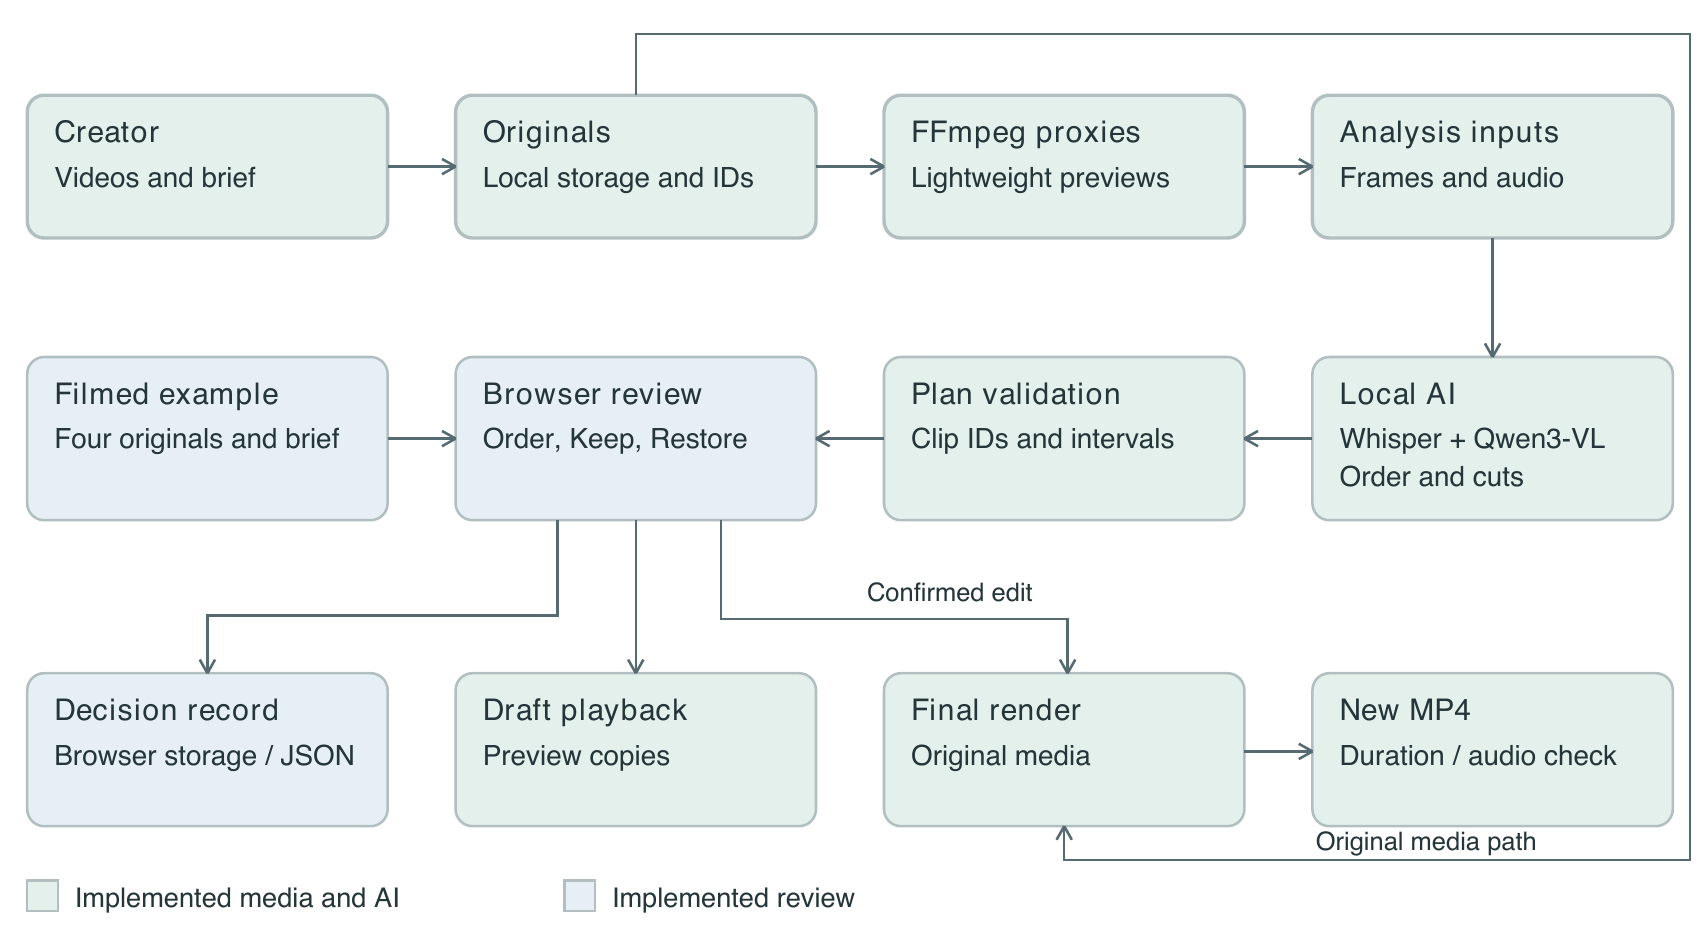 Creator
Videos and brief
Originals
Local storage and IDs
FFmpeg proxies
Lightweight previews
Analysis inputs
Frames and audio
Filmed example
Four originals and brief
Browser review
Order, Keep, Restore
Plan validation
Clip IDs and intervals
Local AI
Whisper + Qwen3-VL
Order and cuts
Confirmed edit
Decision record
Browser storage / JSON
Draft playback
Preview copies
Final render
Original media
New MP4
Duration / audio check
Original media path
Implemented media and AI
Implemented review